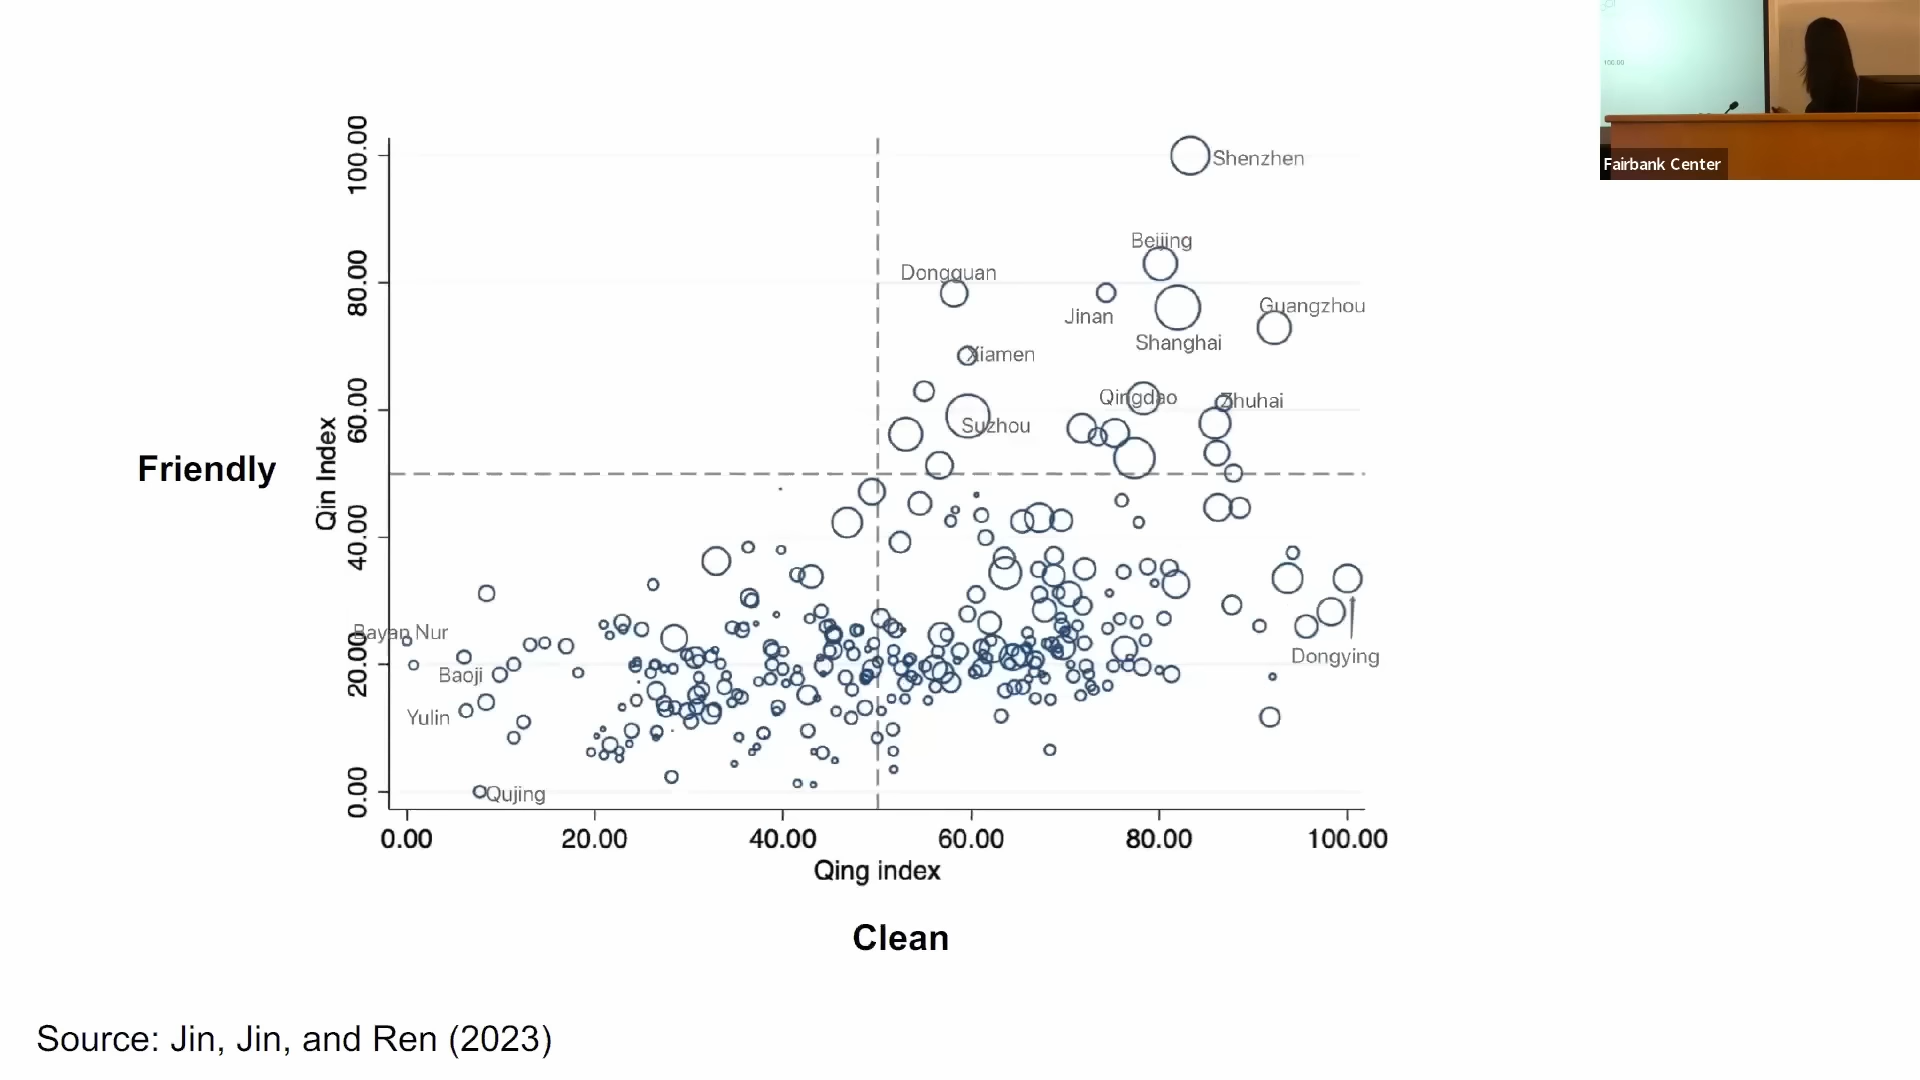 100.00
Fairbank Center
100.00
80.00
60.00
40.00
20.00
0.00
Qin Index
Friendly
Shenzhen
Beijing
Dongguan
Jinan
Guangzhou
Shanghai
Xiamen
Qingdao
Zhuhai
Suzhou
Bayan Nur
Baoji
Yulin
Qujing
Dongying
0.00 20.00 40.00 60.00 80.00 100.00
Qing index
Clean
Source: Jin, Jin, and Ren (2023)